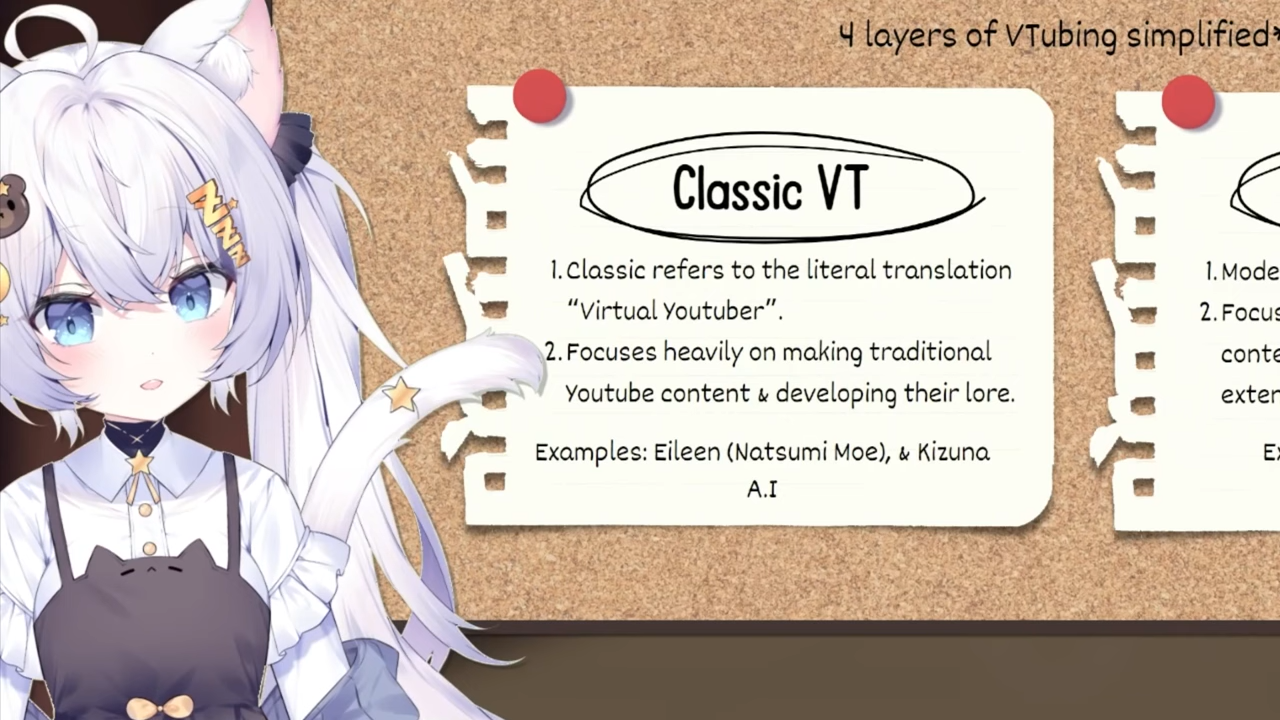 4 layers of VTubing simplified*
Classic VT
1. Classic refers to the literal translation
“Virtual Youtuber”.
2. Focuses heavily on making traditional
Youtube content & developing their lore.
Examples: Eileen (Natsumi Moe), & Kizuna
A.I
1. Mode
2. Focus
conte
exter
Ex
zzz